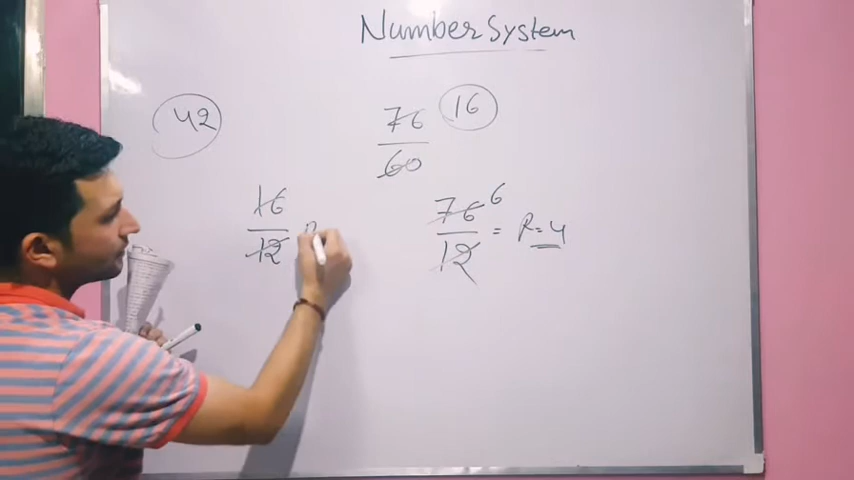 Number System
42
76 16
60
16
12 R
76 6
12 = R=4